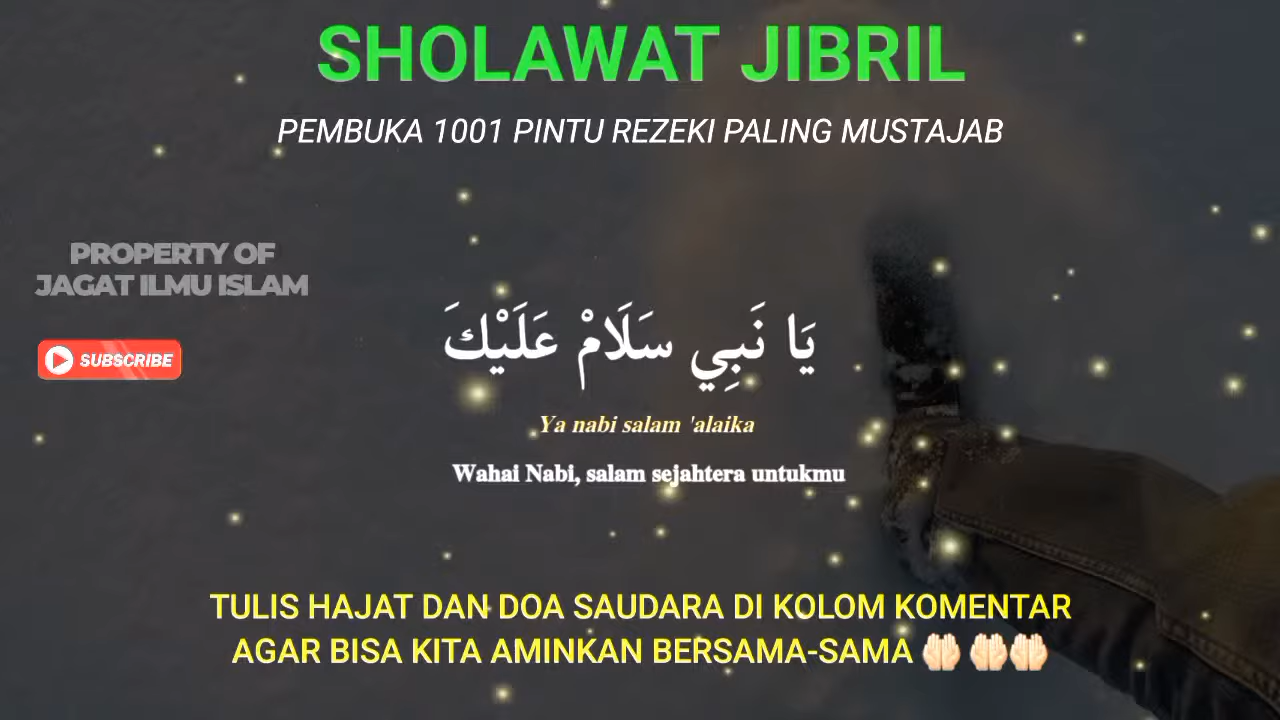 SHOLAWAT JIBRIL
PEMBUKA 1001 PINTU REZEKI PALING MUSTAJAB
PROPERTY OF
JAGAT ILMU ISLAM
SUBSCRIBE
يَا نَبِي سَلَامْ عَلَيْكَ
Ya nabi salam 'alaika
Wahai Nabi, salam sejahtera untukmu
TULIS HAJAT DAN DOA SAUDARA DI KOLOM KOMENTAR
AGAR BISA KITA AMINKAN BERSAMA-SAMA 🤲🏻 🤲🏻🤲🏻